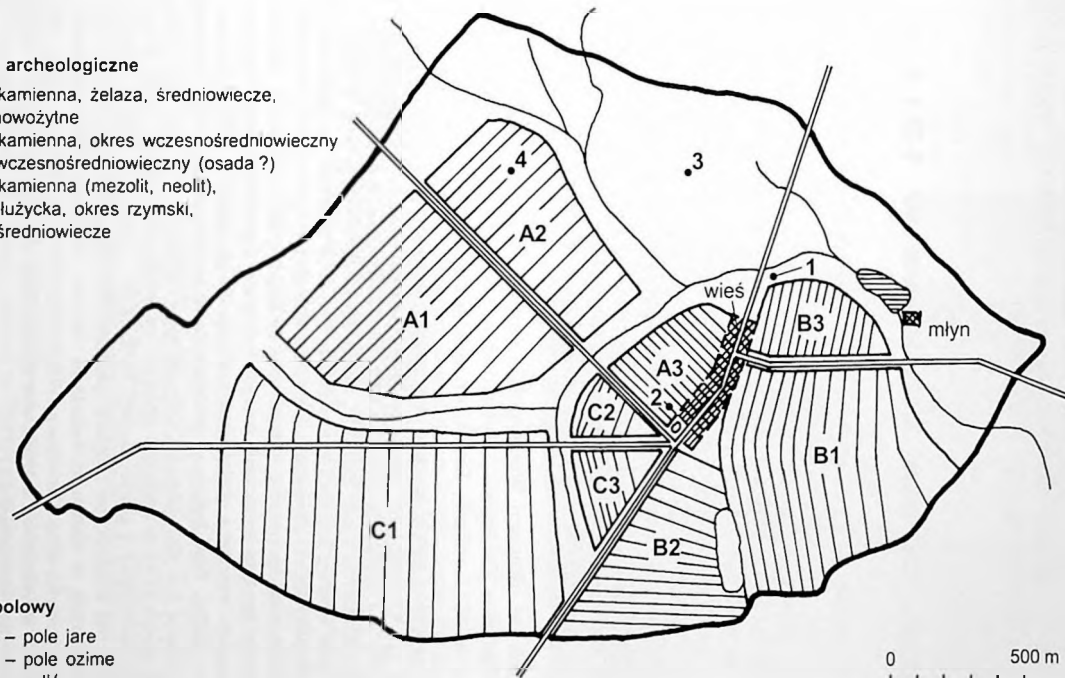 archeologiczne
kamienna, żelaza, średniowiecze,
nowożytne
kamienna, okres wczesnośredniowieczny
wczesnośredniowieczny (osada ?)
kamienna (mezolit, neolit),
łużycka, okres rzymski,
średniowiecze
4
3
A2
1
wieś
A1
B3
młyn
A3
C2
2
B1
C3
C1
B2
polowy
– pole jare
– pole ozime
0 500 m